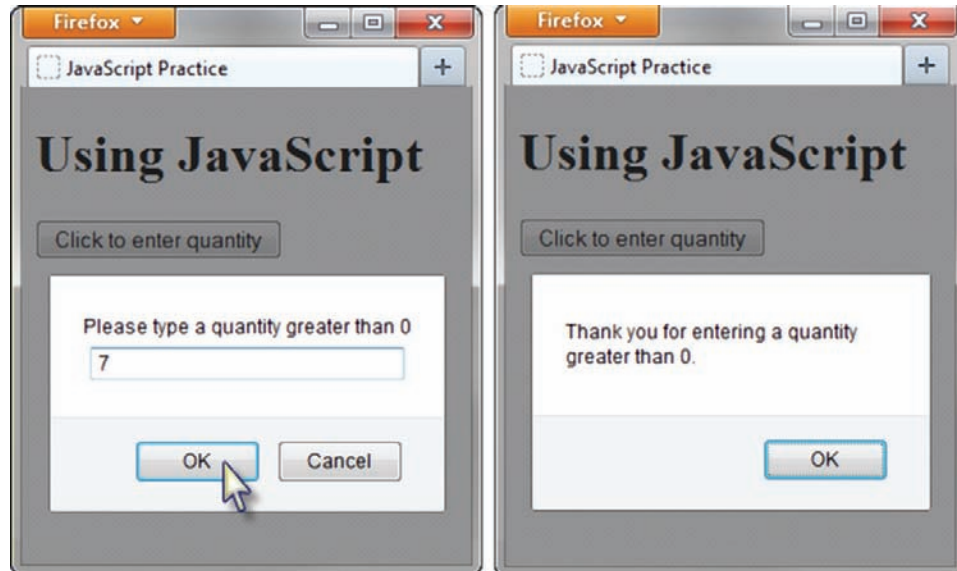 Firefox
JavaScript Practice
Using JavaScript
Click to enter quantity
Please type a quantity greater than 0
7
OK
Cancel
Firefox
JavaScript Practice
Using JavaScript
Click to enter quantity
Thank you for entering a quantity
greater than 0.
OK